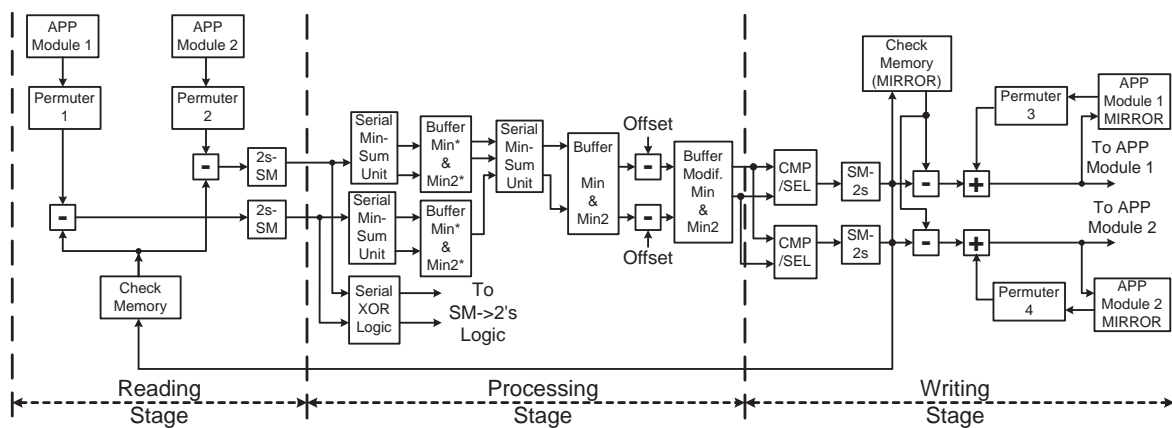 APP
Module 1
APP
Module 2
Permuter
1
Permuter
2
-
-
2s-
SM
2s-
SM
Check
Memory
Serial
Min-
Sum
Unit
Buffer
Min*
&
Min2*
Serial
Min-
Sum
Unit
Buffer
Min*
&
Min2*
Serial
XOR
Logic
To
SM->2's
Logic
Serial
Min-
Sum
Unit
Buffer
Min
&
Min2
Offset
-
-
Offset
Buffer
Modif.
Min
&
Min2
CMP
/SEL
SM-
2s
CMP
/SEL
SM-
2s
Check
Memory
(MIRROR)
-
+
-
+
Permuter
3
APP
Module 1
MIRROR
To APP
Module 1
To APP
Module 2
Permuter
4
APP
Module 2
MIRROR
Reading
Stage
Processing
Stage
Writing
Stage